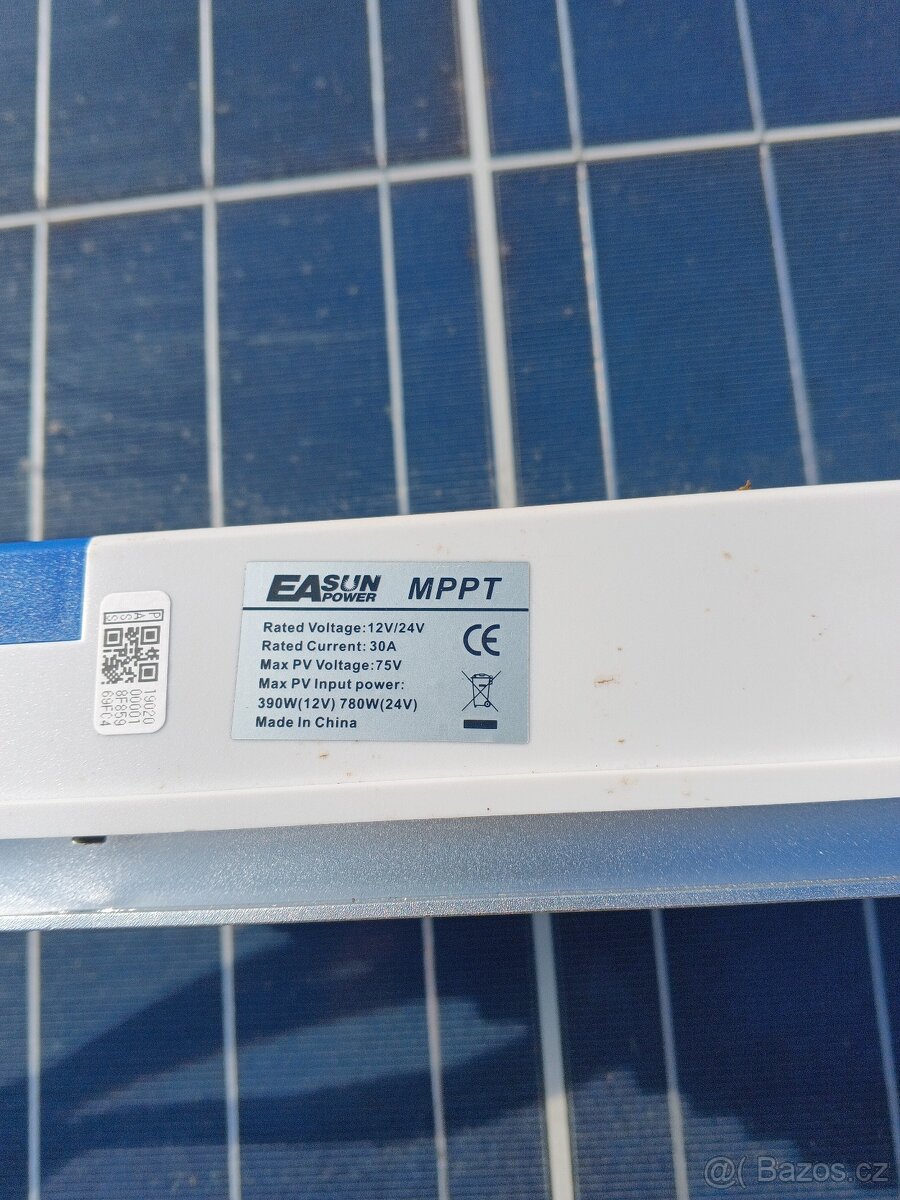 EASUN POWER MPPT
Rated Voltage:12V/24V
Rated Current: 30A
Max PV Voltage:75V
Max PV Input power:
390W(12V) 780W(24V)
Made In China
CE
PASS
19020
00001
8F859
69FC4
@( Bazos.cz